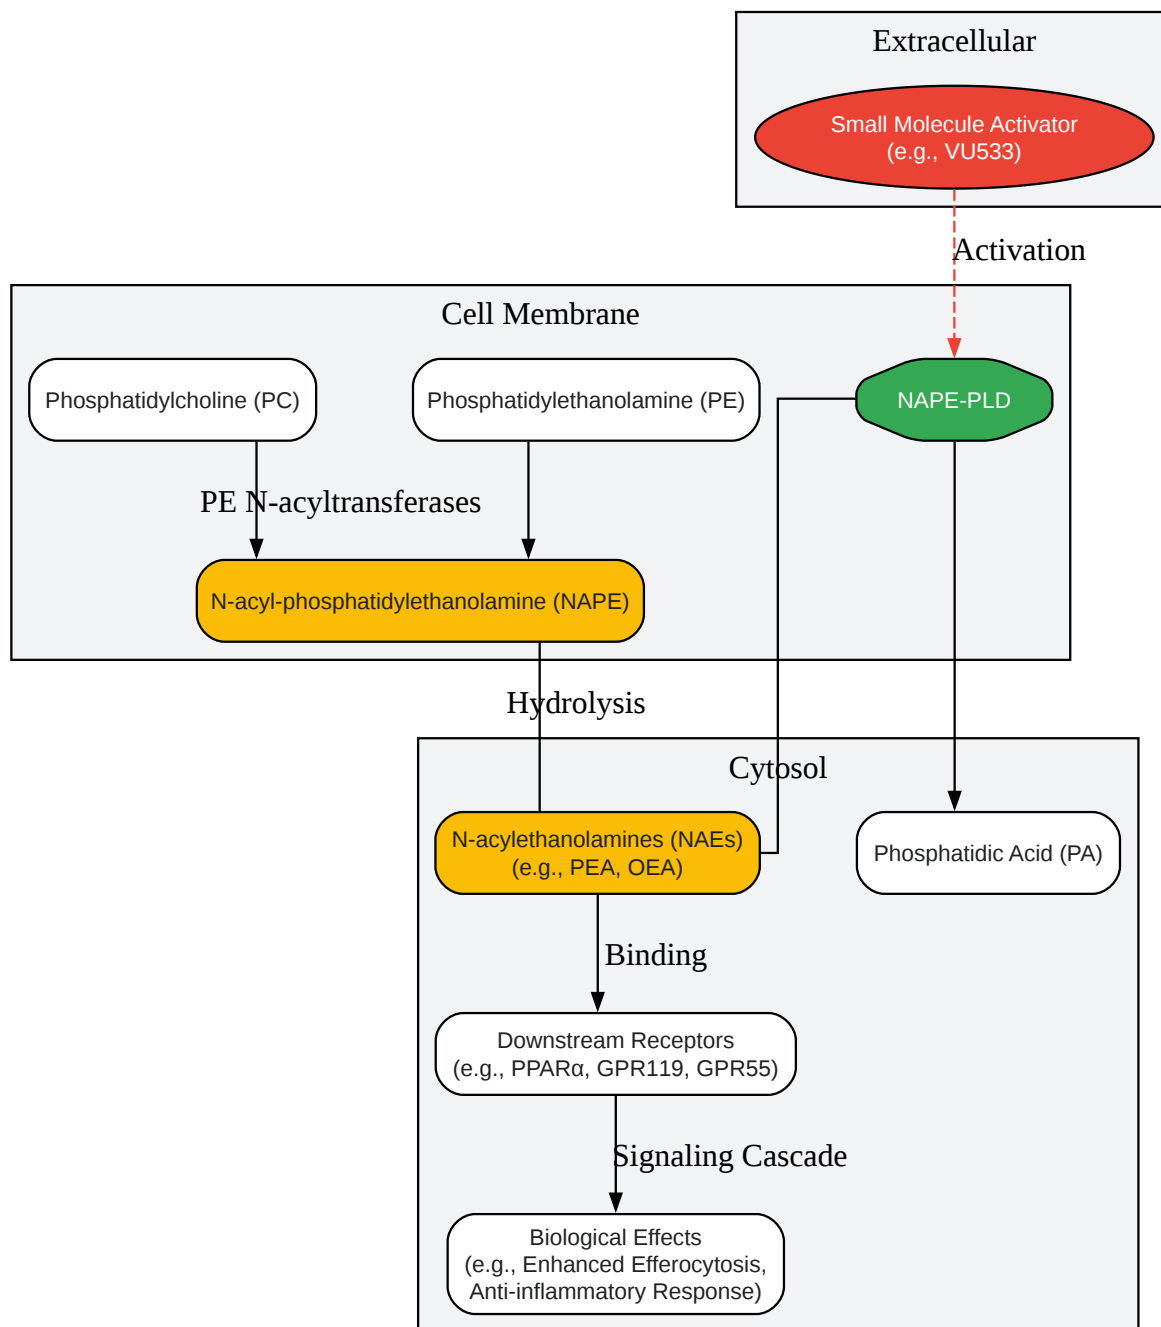 Extracellular
Small Molecule Activator
(e.g., VU533)
Activation
Cell Membrane
Phosphatidylcholine (PC)
Phosphatidylethanolamine (PE)
NAPE-PLD
PE N-acyltransferases
N-acyl-phosphatidylethanolamine (NAPE)
Hydrolysis
Cytosol
N-acylethanolamines (NAEs)
(e.g., PEA, OEA)
Phosphatidic Acid (PA)
Binding
Downstream Receptors
(e.g., PPARα, GPR119, GPR55)
Signaling Cascade
Biological Effects
(e.g., Enhanced Efferocytosis,
Anti-inflammatory Response)